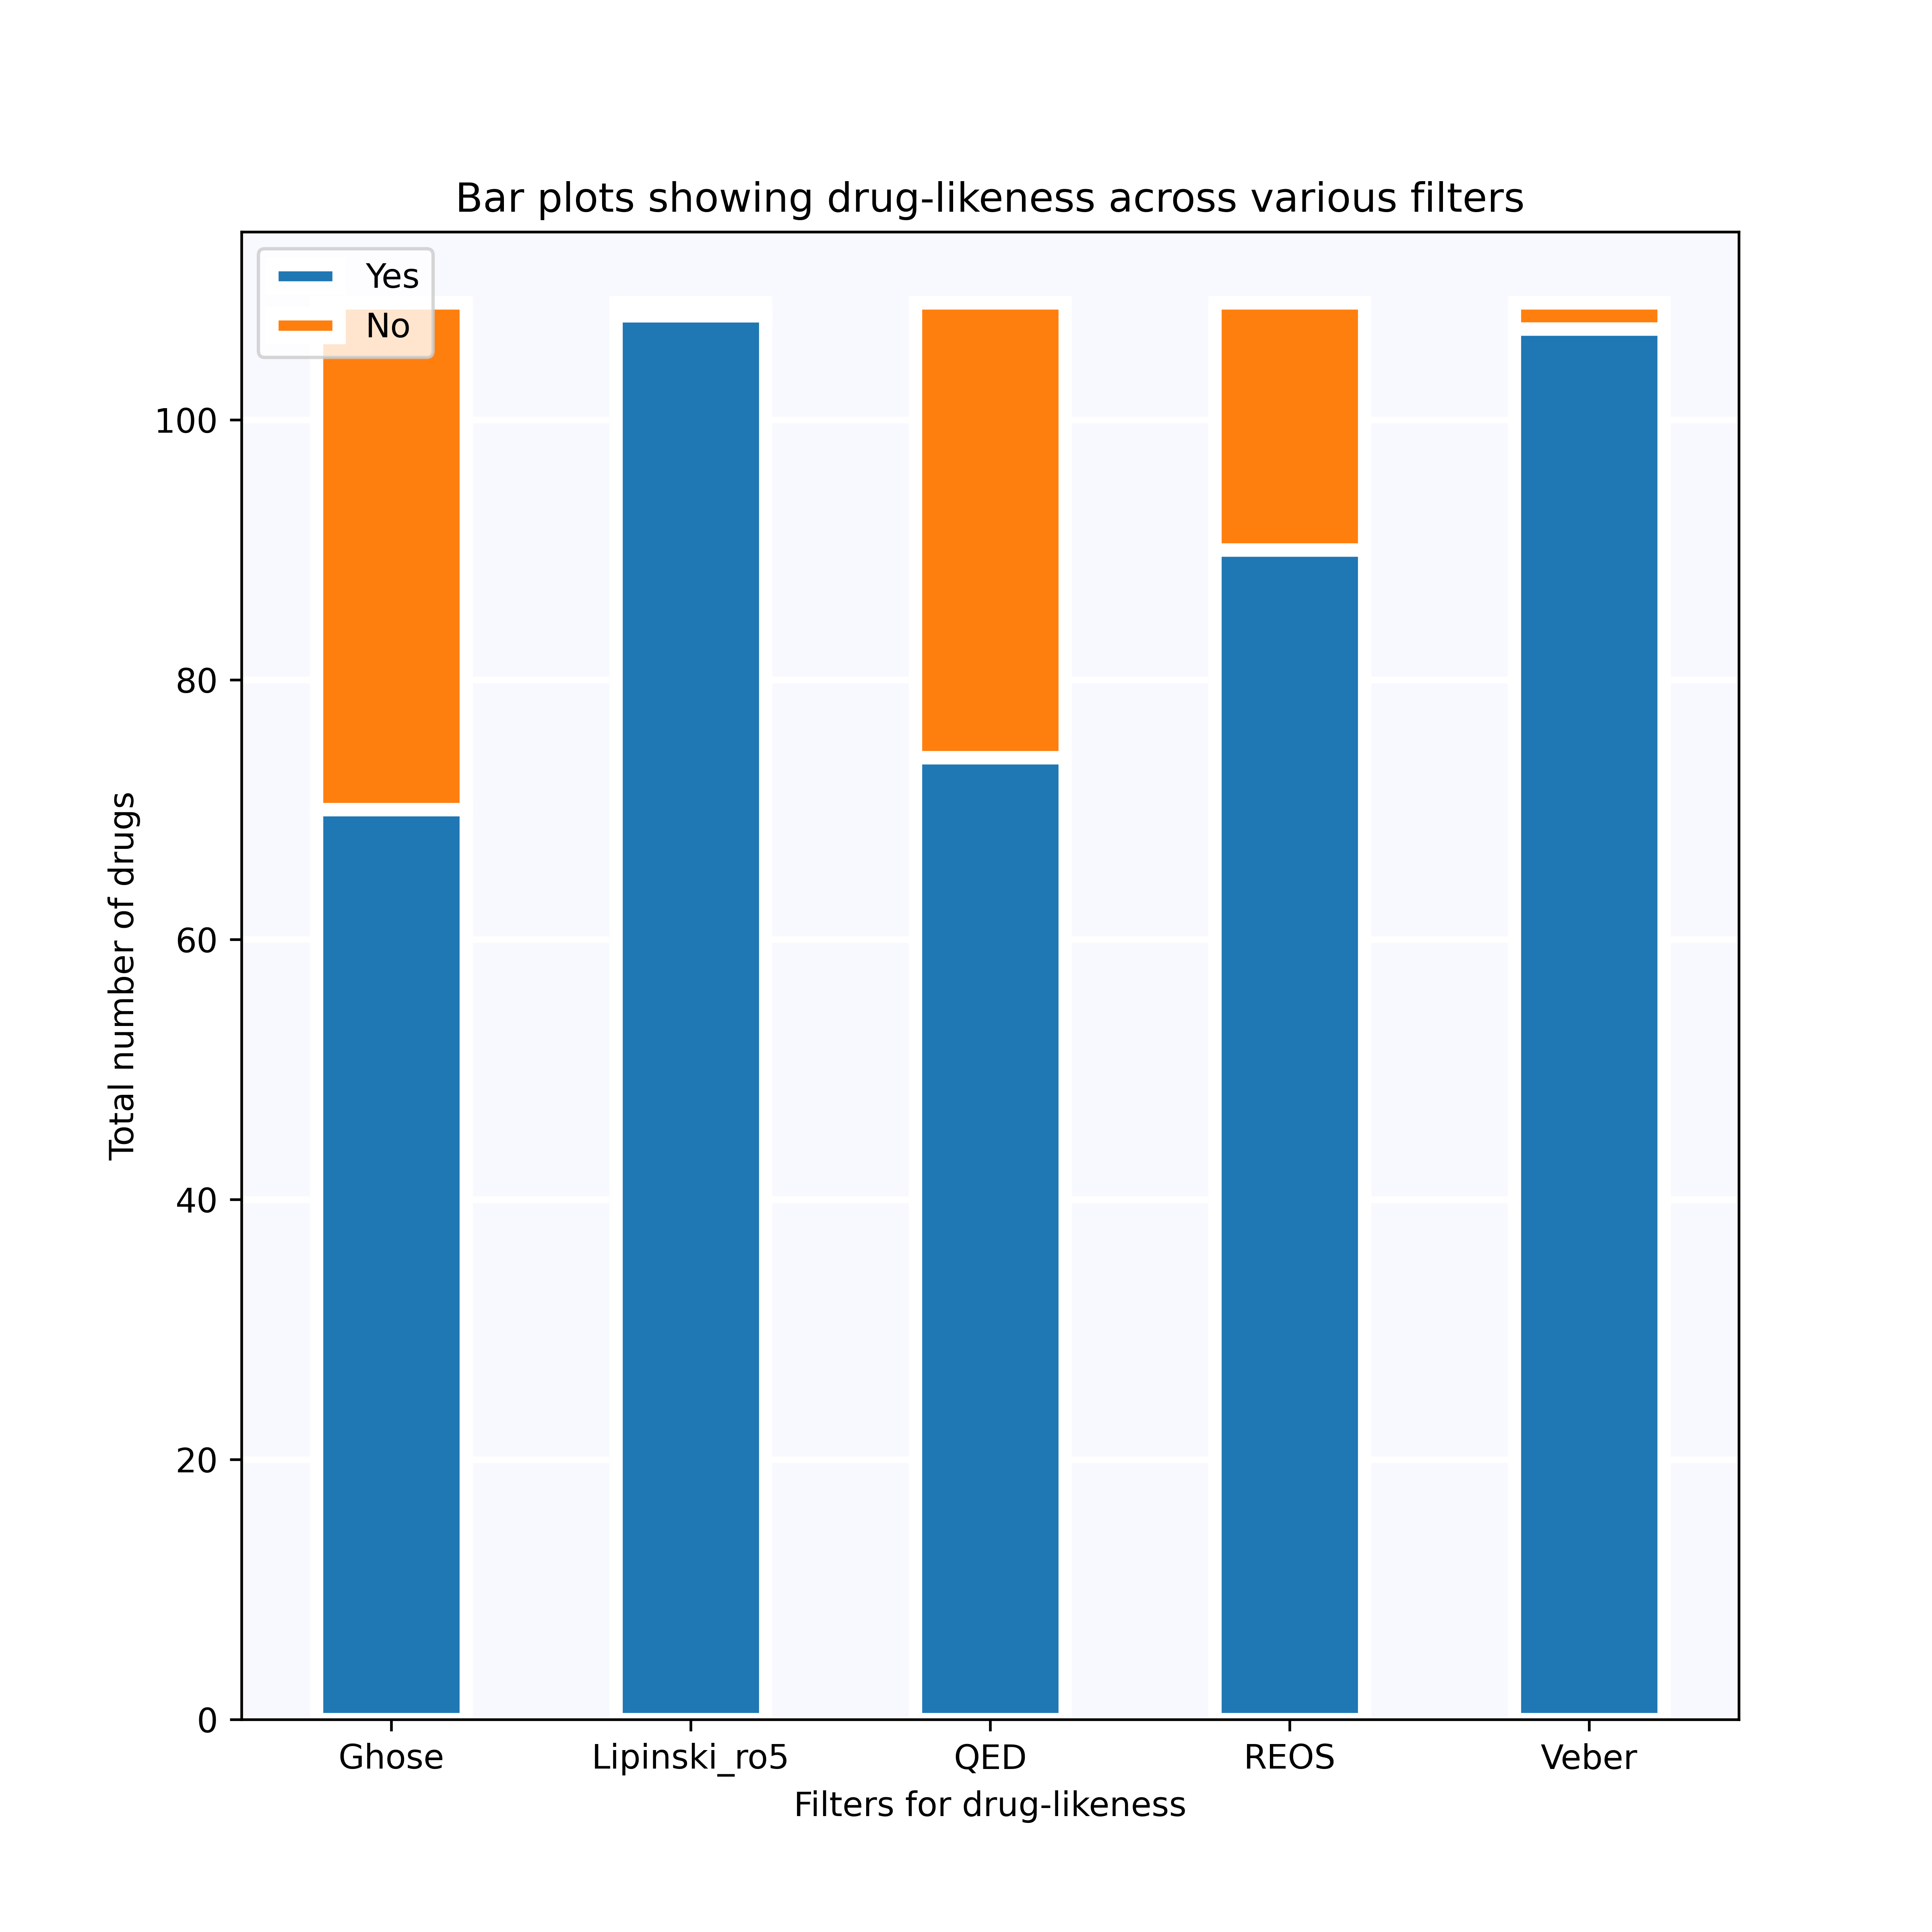 Bar plots showing drug-likeness across various filters
Yes
No
100
80
60
40
20
0
Total number of drugs
Ghose Lipinski_ro5 QED REOS Veber
Filters for drug-likeness